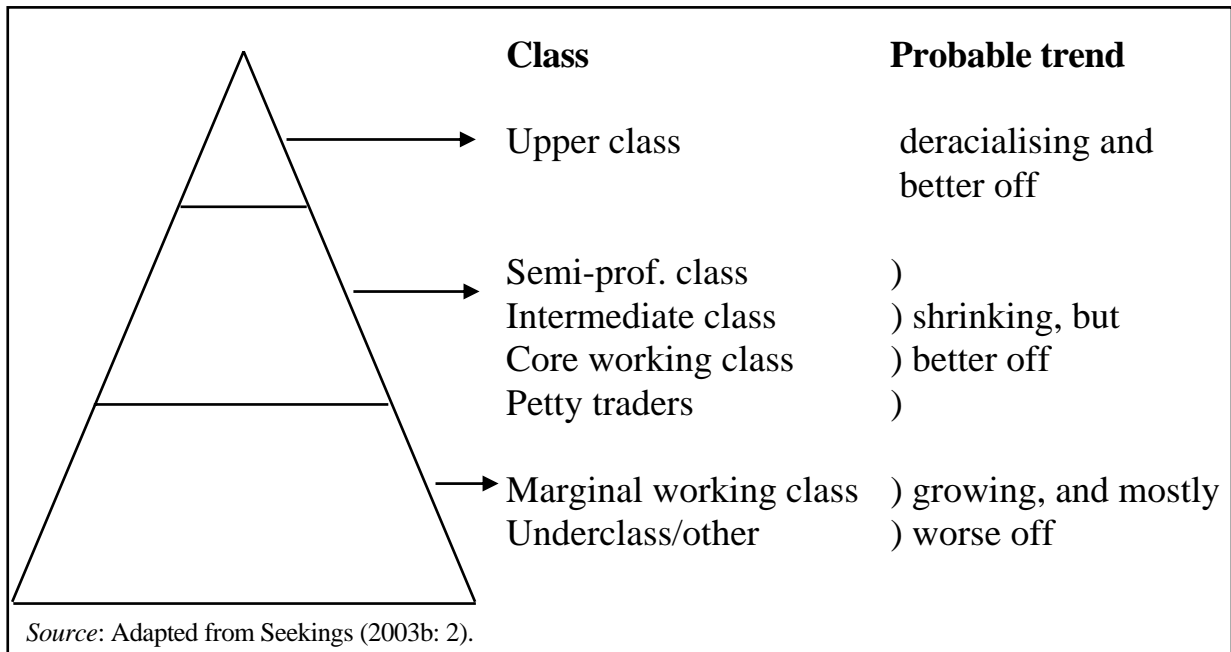 Class Probable trend
Upper class deracialising and
better off
Semi-prof. class )
Intermediate class ) shrinking, but
Core working class ) better off
Petty traders )
Marginal working class ) growing, and mostly
Underclass/other ) worse off
Source: Adapted from Seekings (2003b: 2).